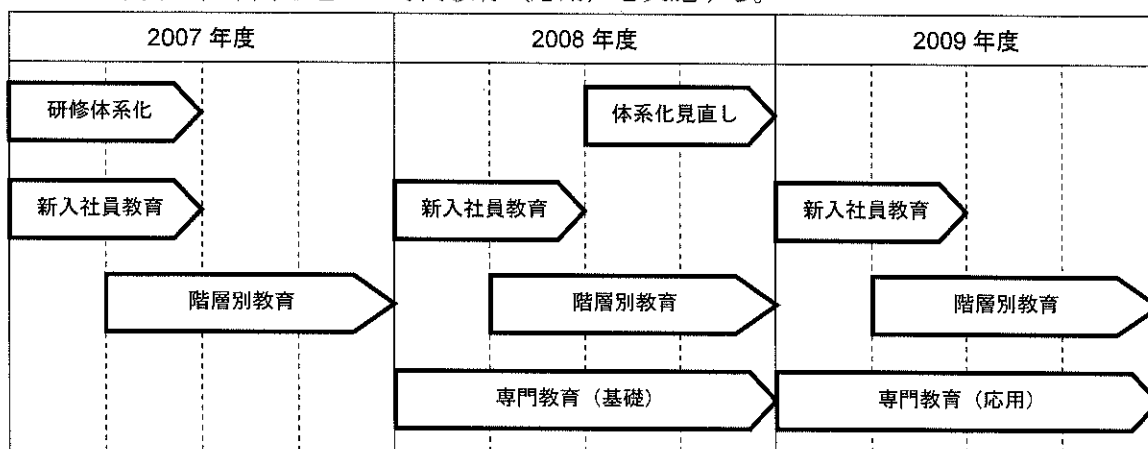 2007 年度 2008 年度 2009 年度
研修体系化 体系化見直し
新入社員教育 新入社員教育 新入社員教育
階層別教育 階層別教育 階層別教育
専門教育（基礎） 専門教育（応用）